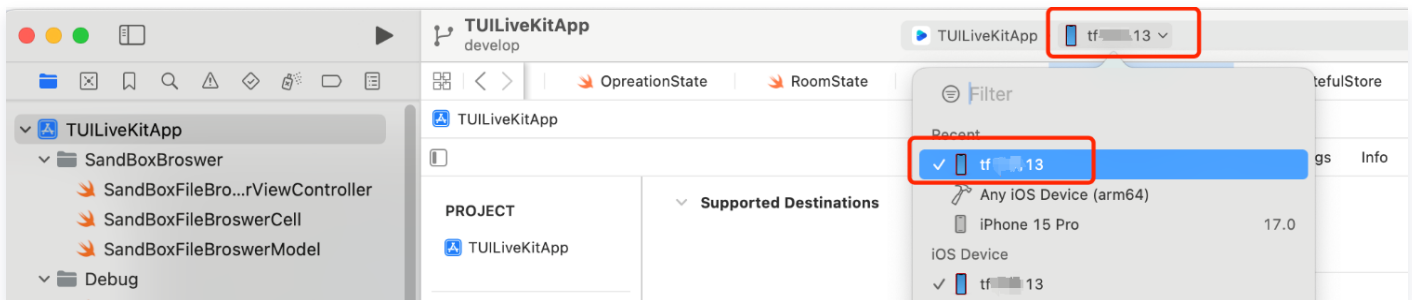 TUILiveKitApp
develop
TUILiveKitApp
tf 13
OpreationState
RoomState
tefulStore
TUILiveKitApp
Filter
Recent
tf 13
Any iOS Device (arm64)
iPhone 15 Pro 17.0
iOS Device
tf 13
gs
Info
TUILiveKitApp
SandBoxBroswer
SandBoxFileBro...rViewController
SandBoxFileBroswerCell
SandBoxFileBroswerModel
Debug
PROJECT
TUILiveKitApp
Supported Destinations